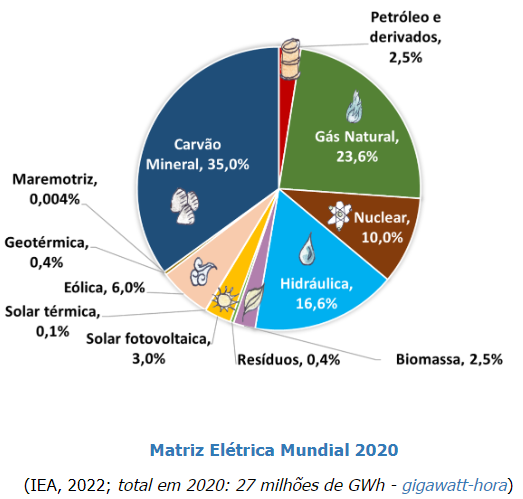 Petróleo e
derivados,
2,5%
Gás Natural,
23,6%
Nuclear,
10,0%
Hidráulica,
16,6%
Biomassa, 2,5%
Resíduos, 0,4%
Solar fotovoltaica,
3,0%
Solar térmica,
0,1%
Eólica, 6,0%
Geotérmica,
0,4%
Maremotriz,
0,004%
Carvão
Mineral, 35,0%
Matriz Elétrica Mundial 2020
(IEA, 2022; total em 2020: 27 milhões de GWh - gigawatt-hora)